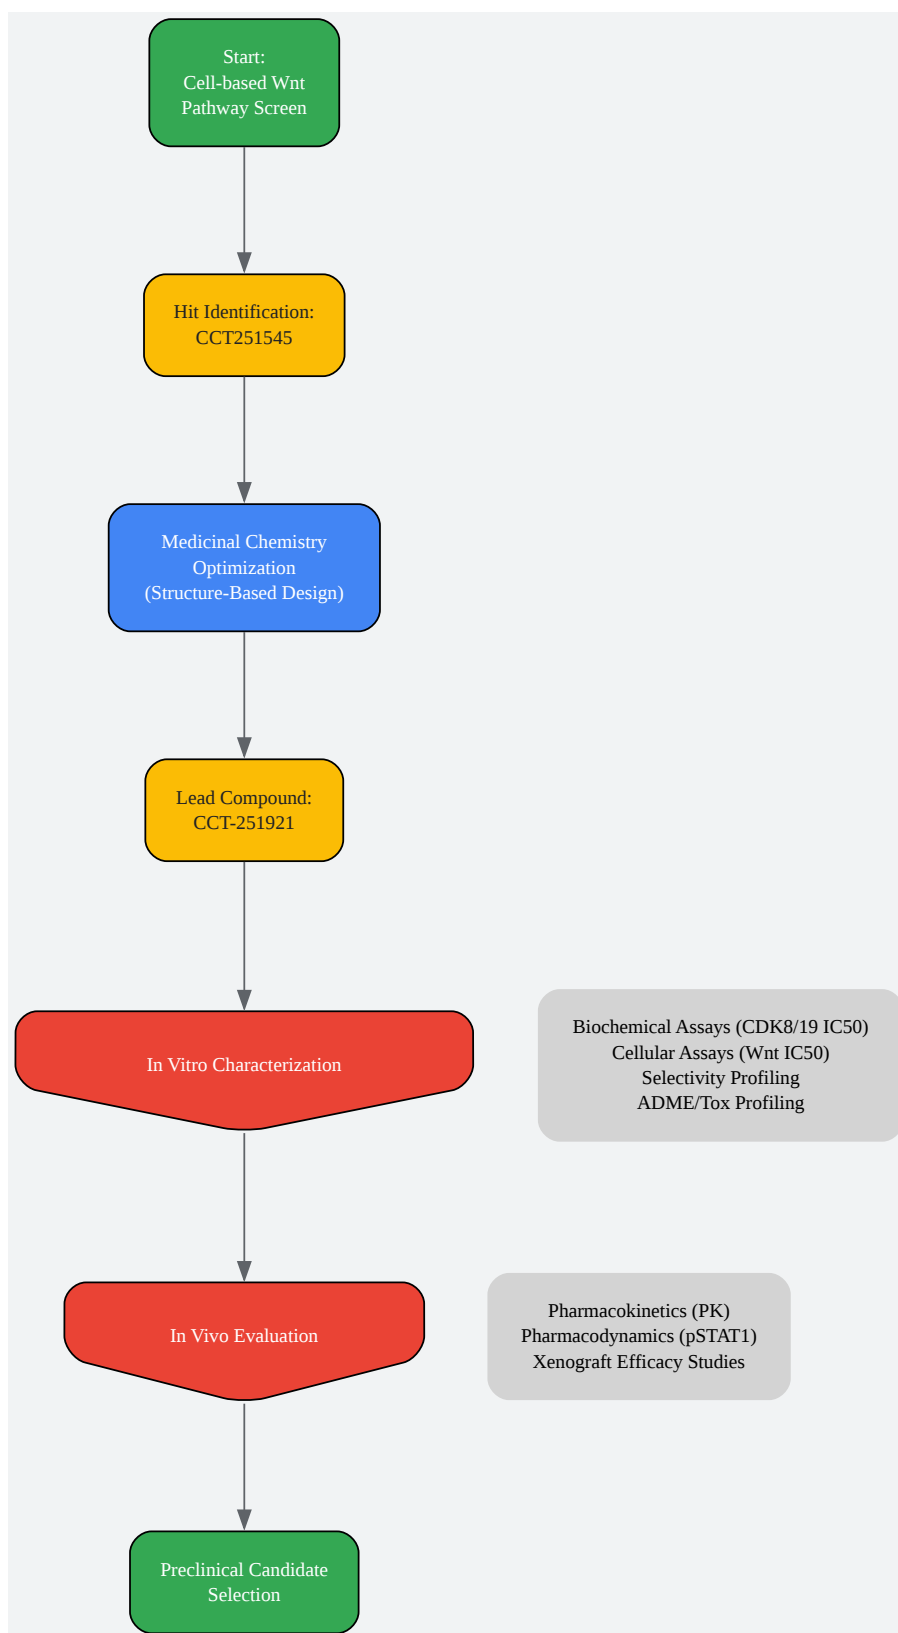 Start:
Cell-based Wnt
Pathway Screen
Hit Identification:
CCT251545
Medicinal Chemistry
Optimization
(Structure-Based Design)
Lead Compound:
CCT-251921
In Vitro Characterization
Biochemical Assays (CDK8/19 IC50)
Cellular Assays (Wnt IC50)
Selectivity Profiling
ADME/Tox Profiling
In Vivo Evaluation
Pharmacokinetics (PK)
Pharmacodynamics (pSTAT1)
Xenograft Efficacy Studies
Preclinical Candidate
Selection